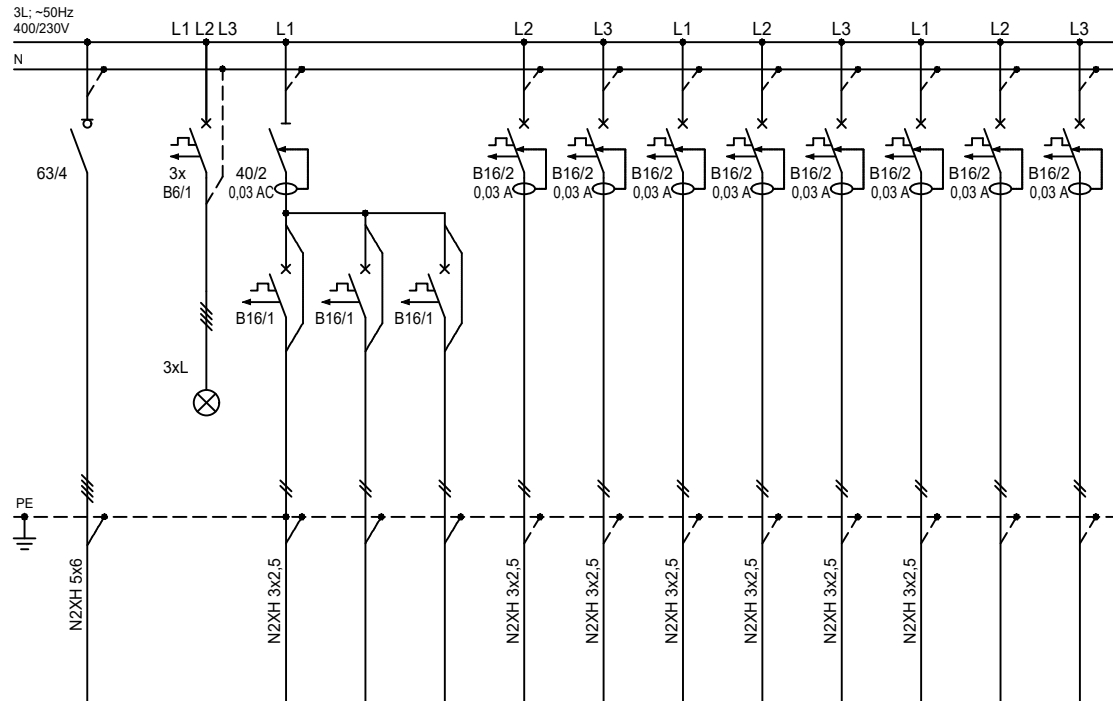 3L; ~50Hz
400/230V
L1 L2 L3
L1
L2
L3
L1
L2
L3
L1
L2
L3
N
63/4
3x
B6/1
40/2
0,03 AC
B16/2
0,03 A
B16/2
0,03 A
B16/2
0,03 A
B16/2
0,03 A
B16/2
0,03 A
B16/2
0,03 A
B16/2
0,03 A
B16/2
0,03 A
B16/1
B16/1
B16/1
3xL
PE
N2XH 5x6
N2XH 3x2,5
N2XH 3x2,5
N2XH 3x2,5
N2XH 3x2,5
N2XH 3x2,5
N2XH 3x2,5
N2XH 3x2,5